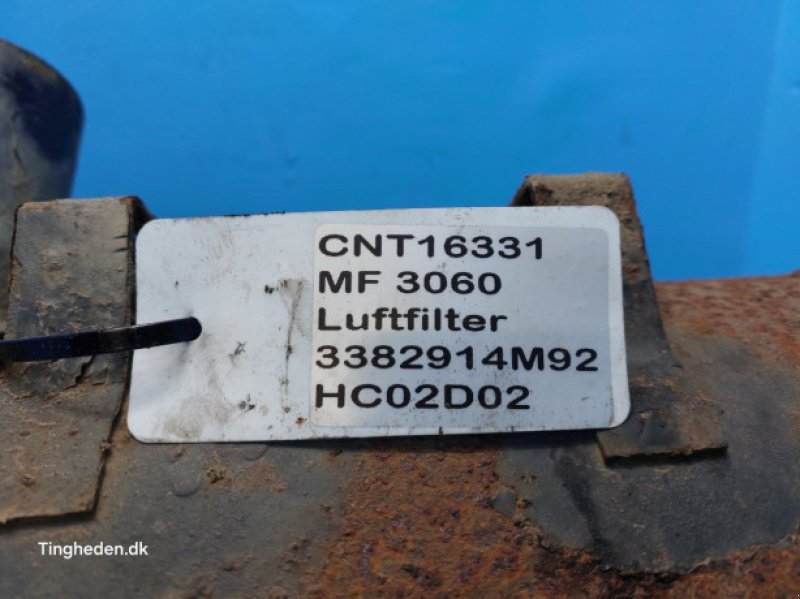 CNT16331
MF 3060
Luftfilter
3382914M92
HC02D02
Tingheden.dk